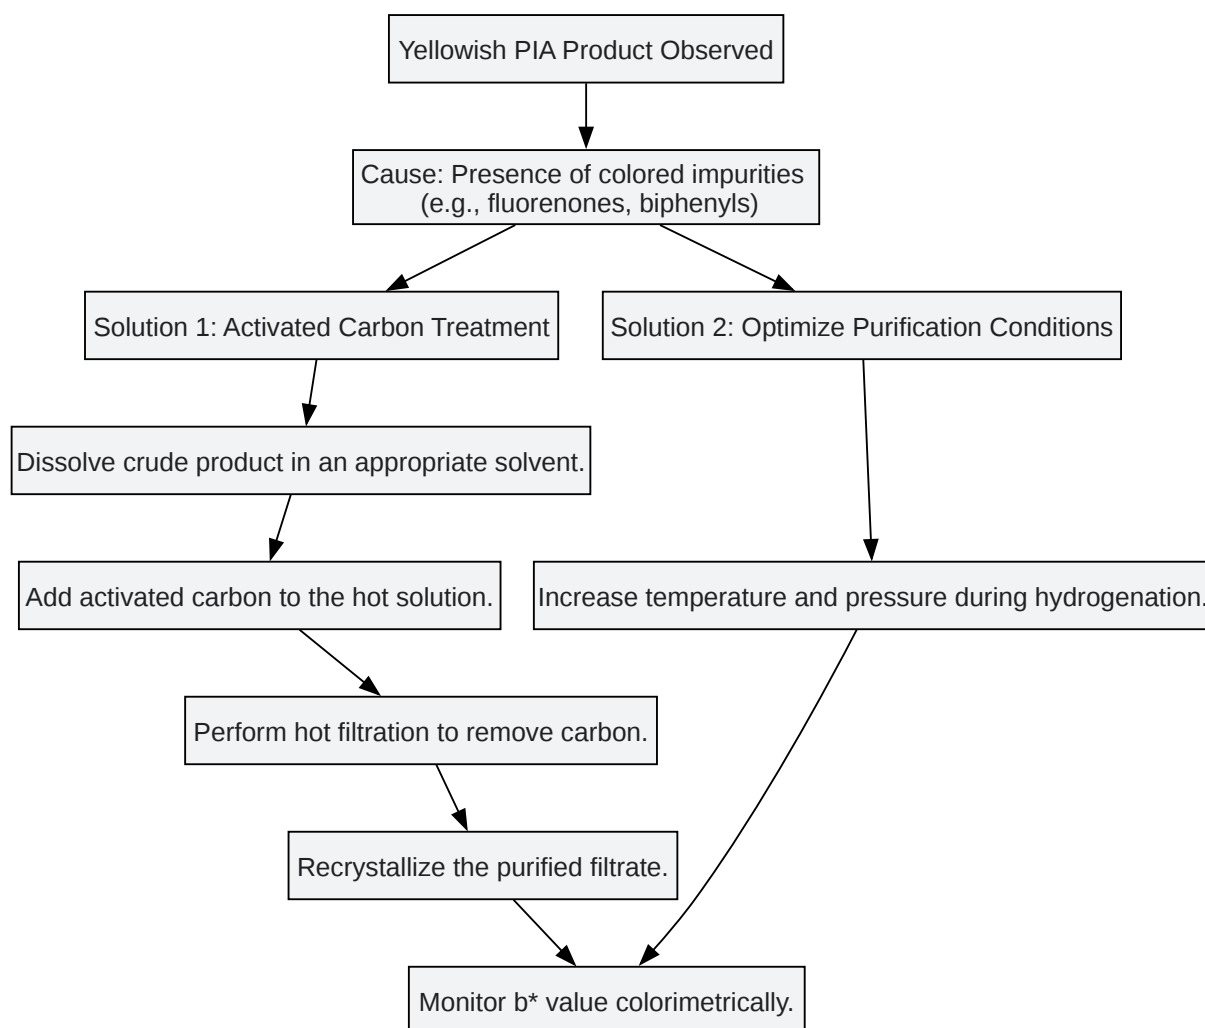 Yellowish PIA Product Observed
Cause: Presence of colored impurities
(e.g., fluorenones, biphenyls)
Solution 1: Activated Carbon Treatment
Solution 2: Optimize Purification Conditions
Dissolve crude product in an appropriate solvent.
Add activated carbon to the hot solution.
Increase temperature and pressure during hydrogenation.
Perform hot filtration to remove carbon.
Recrystallize the purified filtrate.
Monitor b* value colorimetrically.